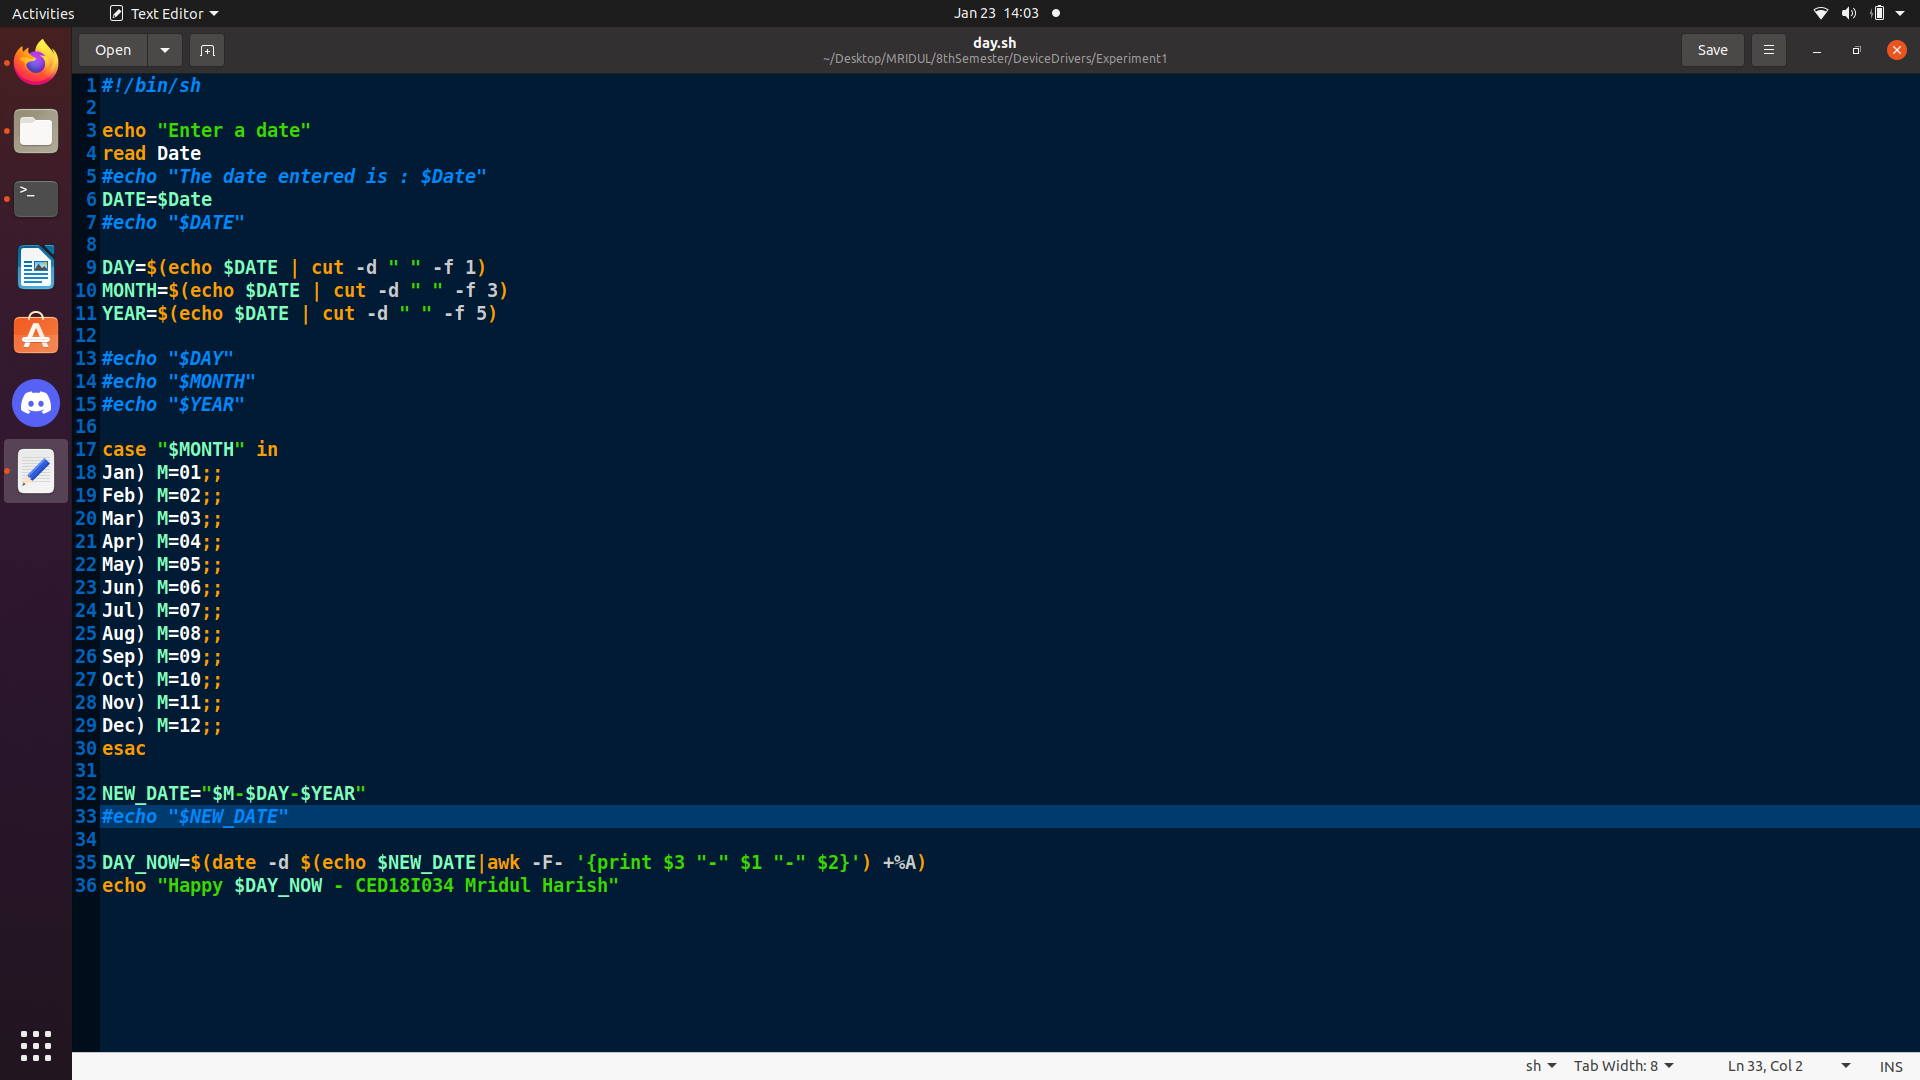 Activities Text Editor Jan 23 14:03
Open day.sh Save
~/Desktop/MRIDUL/8thSemester/DeviceDrivers/Experiment1
1 #!/bin/sh
2
3 echo "Enter a date"
4 read Date
5 #echo "The date entered is : $Date"
6 DATE=$Date
7 #echo "$DATE"
8
9 DAY=$(echo $DATE | cut -d " " -f 1)
10 MONTH=$(echo $DATE | cut -d " " -f 3)
11 YEAR=$(echo $DATE | cut -d " " -f 5)
12
13 #echo "$DAY"
14 #echo "$MONTH"
15 #echo "$YEAR"
16
17 case "$MONTH" in
18 Jan) M=01;;
19 Feb) M=02;;
20 Mar) M=03;;
21 Apr) M=04;;
22 May) M=05;;
23 Jun) M=06;;
24 Jul) M=07;;
25 Aug) M=08;;
26 Sep) M=09;;
27 Oct) M=10;;
28 Nov) M=11;;
29 Dec) M=12;;
30 esac
31
32 NEW_DATE="$M-$DAY-$YEAR"
33 #echo "$NEW_DATE"
34
35 DAY_NOW=$(date -d $(echo $NEW_DATE|awk -F- '{print $3 "-" $1 "-" $2}') +%A)
36 echo "Happy $DAY_NOW - CED18I034 Mridul Harish"
sh Tab Width: 8 Ln 33, Col 2 INS